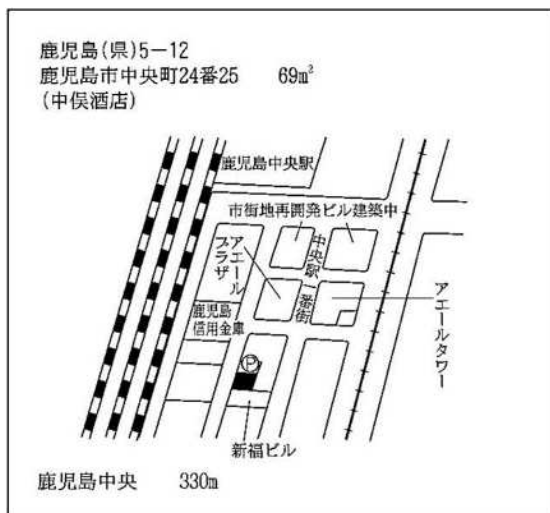 鹿児島(県)5-12
鹿児島市中央町24番25 69㎡
(中俣酒店)
鹿児島中央駅
市街地再開発ビル建築中
中央駅一番街
アエール
プラザ
アエールタワー
鹿児島
信用金庫
P
新福ビル
鹿児島中央 330m